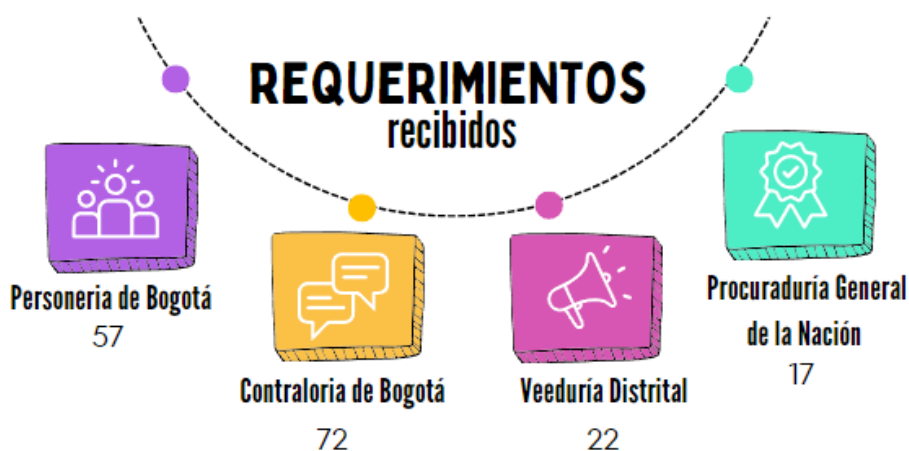 REQUERIMIENTOS
recibidos
Personeria de Bogotá
57
Contraloria de Bogotá
72
Veeduría Distrital
22
Procuraduría General
de la Nación
17